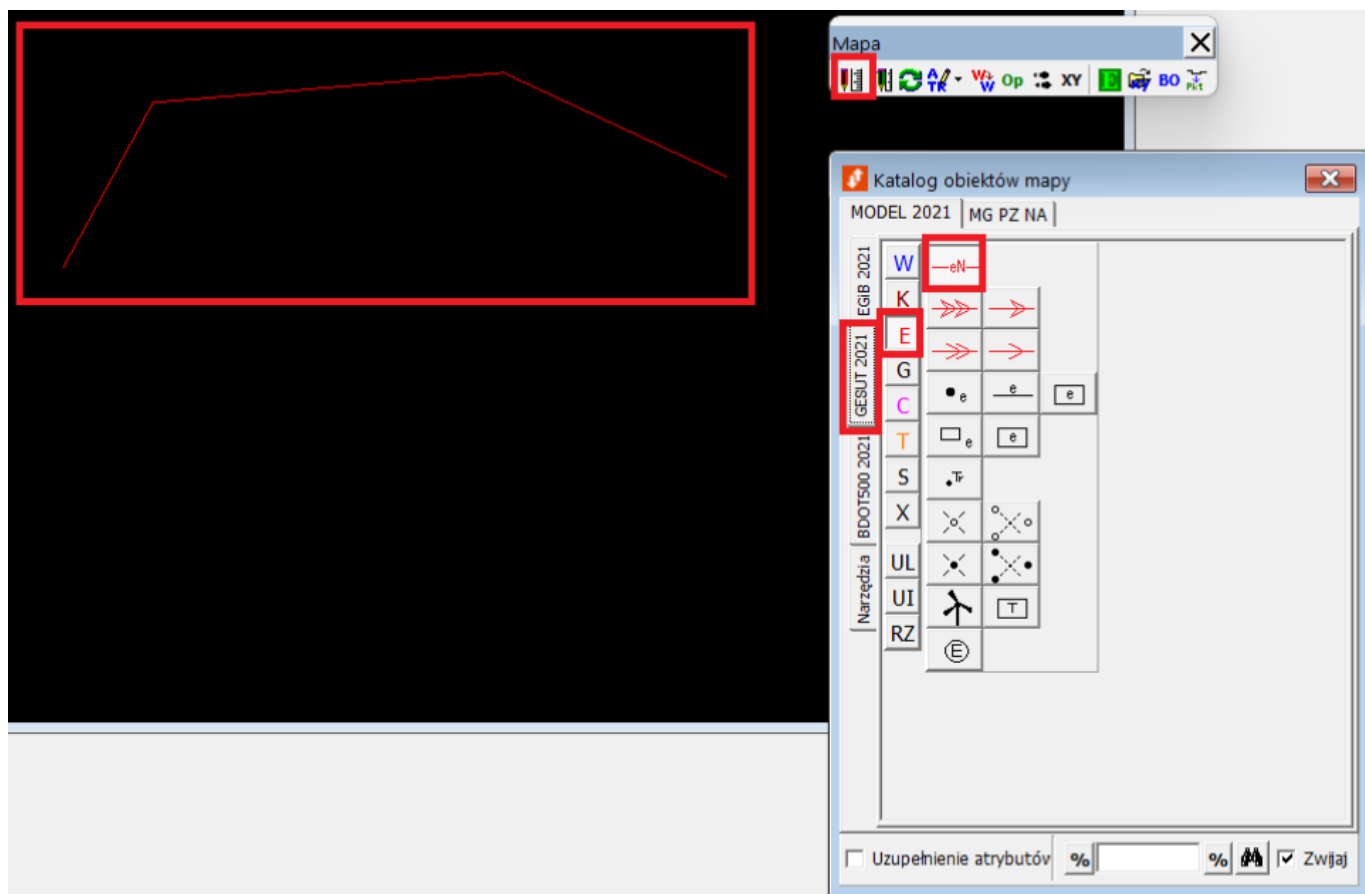 Mapa
A TR W W Op XY E BO Pkt
Katalog obiektów mapy
MODEL 2021 MG PZ NA
EGiB 2021
GESUT 2021
BDOT500 2021
Narzędzia
W eN
K
E
G e e e
C
T e e
S Tr
X
UL
UI T
RZ E
Uzupełnienie atrybutów % % Zwijaj